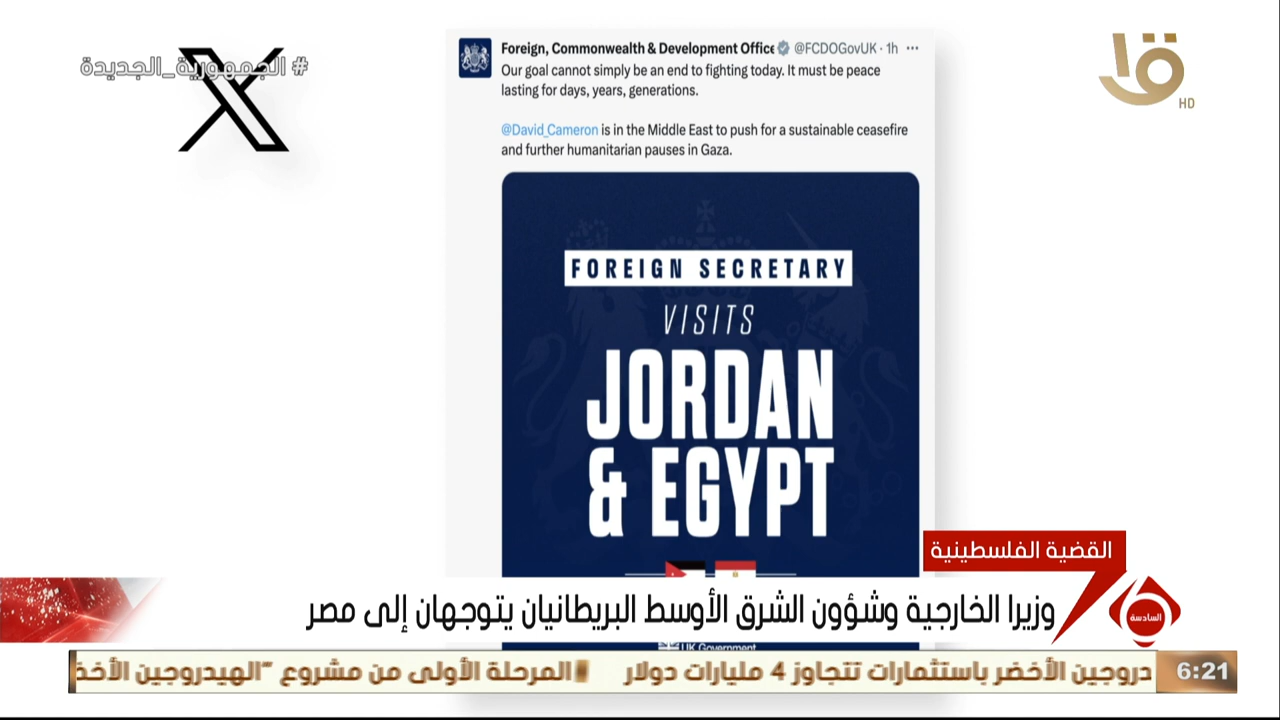 #الجمهورية_الجديدة
Foreign, Commonwealth & Development Office @FCDOGovUK · 1h
Our goal cannot simply be an end to fighting today. It must be peace
lasting for days, years, generations.
@David_Cameron is in the Middle East to push for a sustainable ceasefire
and further humanitarian pauses in Gaza.
HD
FOREIGN SECRETARY
VISITS
JORDAN
& EGYPT
القضية الفلسطينية
وزيرا الخارجية وشؤون الشرق الأوسط البريطانيان يتوجهان إلى مصر
السادسة
UK Government
6:21
دروجين الأخضر باستثمارات تتجاوز 4 مليارات دولار المرحلة الأولى من مشروع "الهيدروجين الأخض